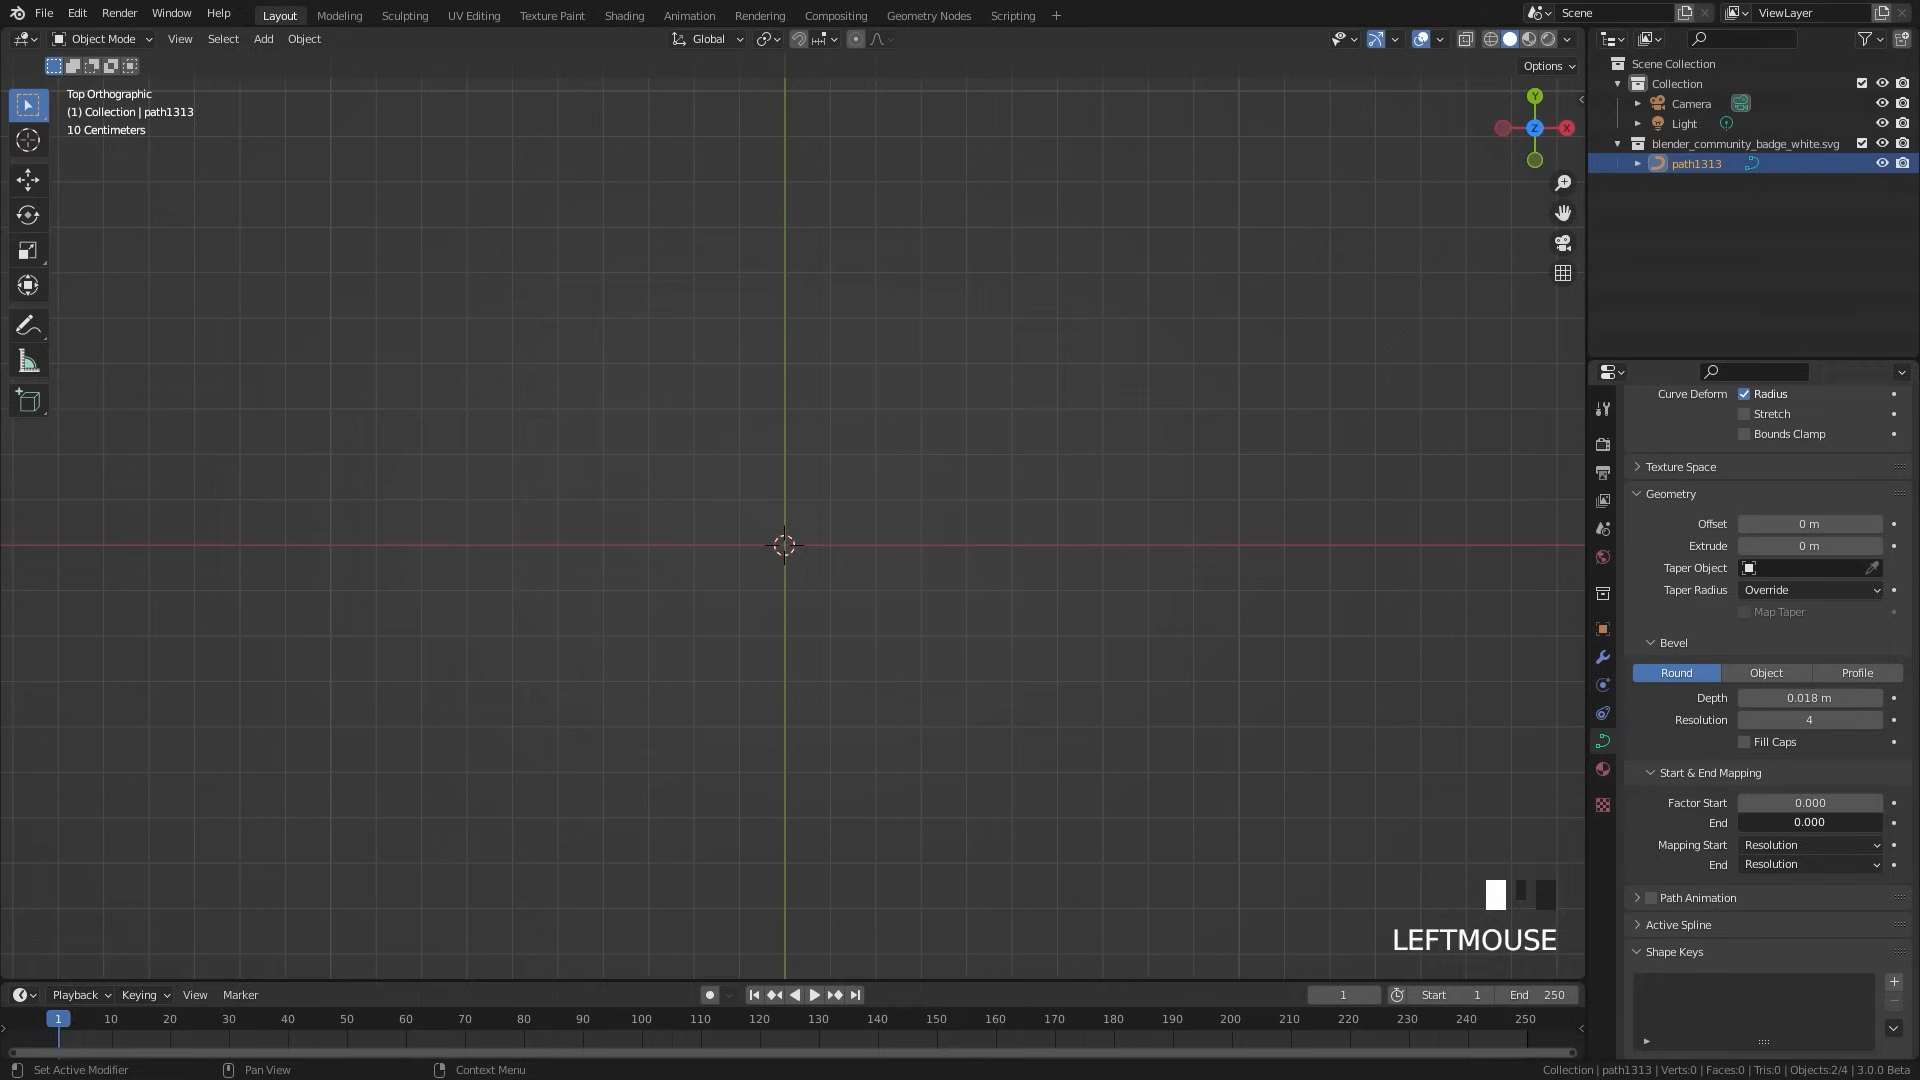 File Edit Render Window Help Layout Modeling Sculpting UV Editing Texture Paint Shading Animation Rendering Compositing Geometry Nodes Scripting + Scene ViewLayer
Object Mode View Select Add Object Global
Options
Top Orthographic
(1) Collection | path1313
10 Centimeters
Y
Z
X
Scene Collection
Collection
Camera
Light
blender_community_badge_white.svg
path1313
Curve Deform Radius
Stretch
Bounds Clamp
Texture Space
Geometry
Offset 0 m
Extrude 0 m
Taper Object
Taper Radius Override
Map Taper
Bevel
Round Object Profile
Depth 0.018 m
Resolution 4
Fill Caps
Start & End Mapping
Factor Start 0.000
End 0.000
Mapping Start Resolution
End Resolution
Path Animation
Active Spline
Shape Keys
LEFTMOUSE
Playback Keying View Marker 1 Start 1 End 250
1 10 20 30 40 50 60 70 80 90 100 110 120 130 140 150 160 170 180 190 200 210 220 230 240 250
Set Active Modifier Pan View Context Menu Collection | path1313 | Verts:0 | Faces:0 | Tris:0 | Objects:2/4 | 3.0.0 Beta